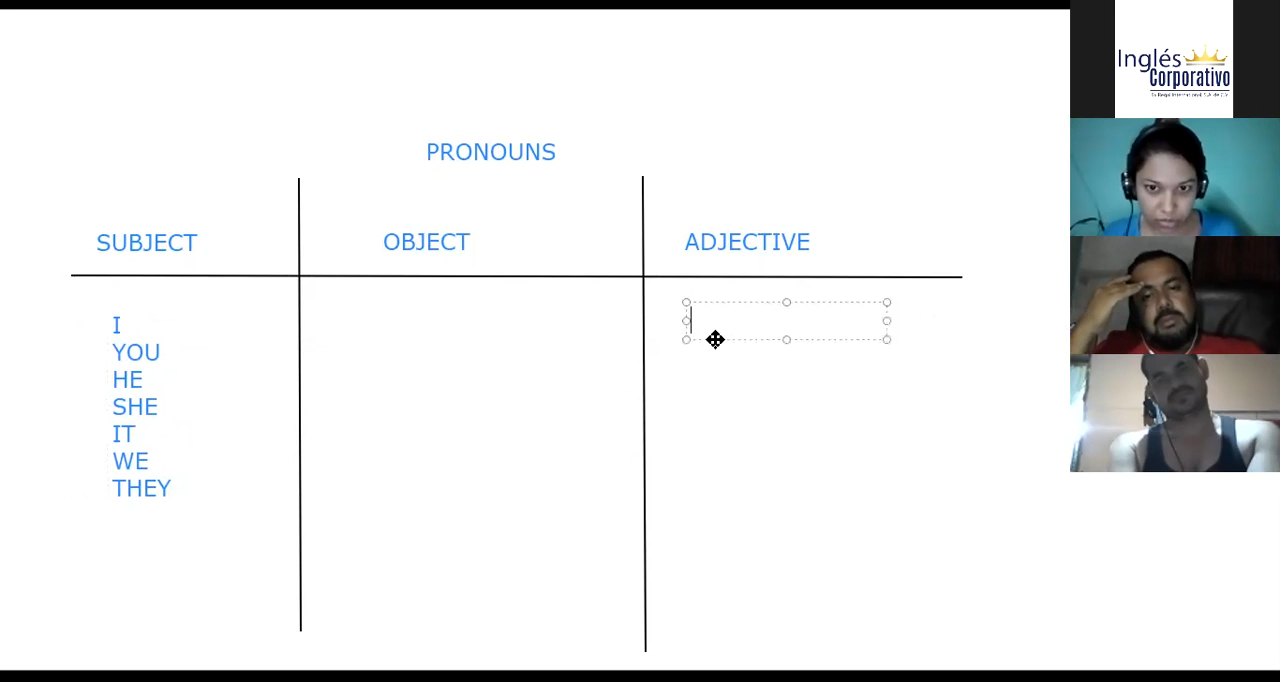 PRONOUNS
SUBJECT OBJECT ADJECTIVE
I
YOU
HE
SHE
IT
WE
THEY
Inglés
Corporativo